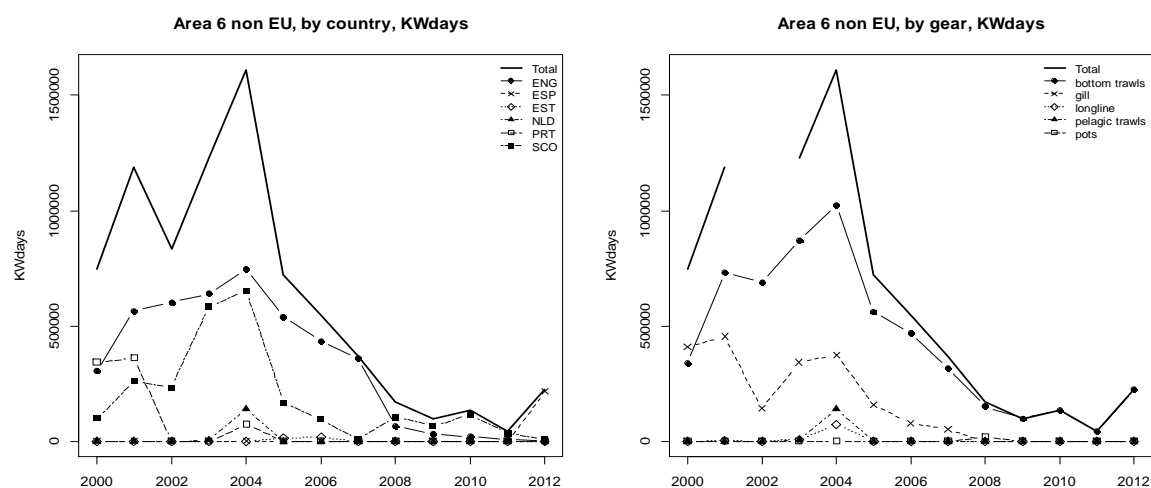 Area 6 non EU, by country, KWdays
KWdays
1500000
1000000
500000
0
Total
ENG
ESP
EST
NLD
PRT
SCO
2000 2002 2004 2006 2008 2010 2012
Area 6 non EU, by gear, KWdays
KWdays
1500000
1000000
500000
0
Total
bottom trawls
gill
longline
pelagic trawls
pots
2000 2002 2004 2006 2008 2010 2012